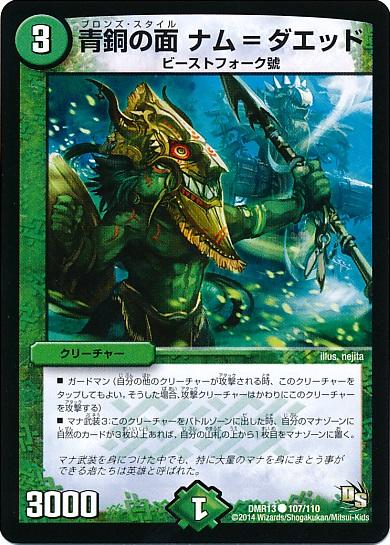 3
ブロンズ・スタイル
青銅の面 ナム=ダエッド
ビーストフォーク號
クリーチャー
illus. nejita
■ ガードマン(自分の他のクリーチャーが攻撃される時、このクリーチャーを
タップしてもよい。そうした場合、攻撃クリーチャーはかわりにこのクリーチャー
を攻撃する)
■ マナ武装3:このクリーチャーをバトルゾーンに出した時、自分のマナゾーンに
自然のカードが3枚以上あれば、自分の山札の上から1枚目をマナゾーンに置く。
マナ武装を身につけた中でも、特に大量のマナを身にまとう事が
できる者たちは英雄と呼ばれた。
3000
1
DS
DMR13 107/110
©2014 Wizards/Shogakukan/Mitsui-Kids